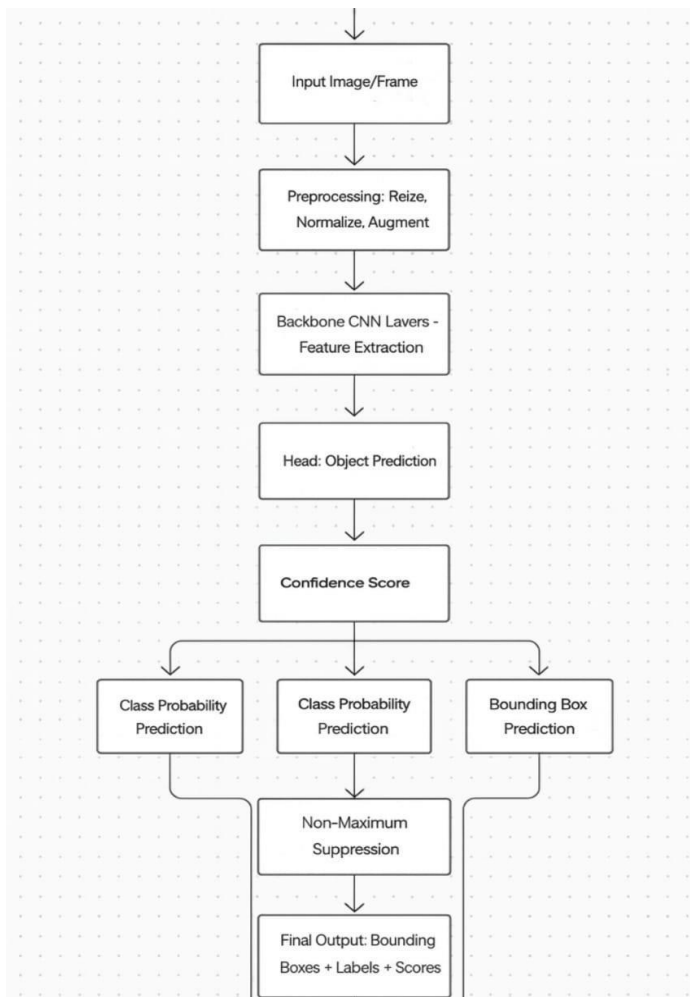 Input Image/Frame
Preprocessing: Reize,
Normalize, Augment
Backbone CNN Lavers -
Feature Extraction
Head: Object Prediction
Confidence Score
Class Probability
Prediction
Class Probability
Prediction
Bounding Box
Prediction
Non-Maximum
Suppression
Final Output: Bounding
Boxes + Labels + Scores